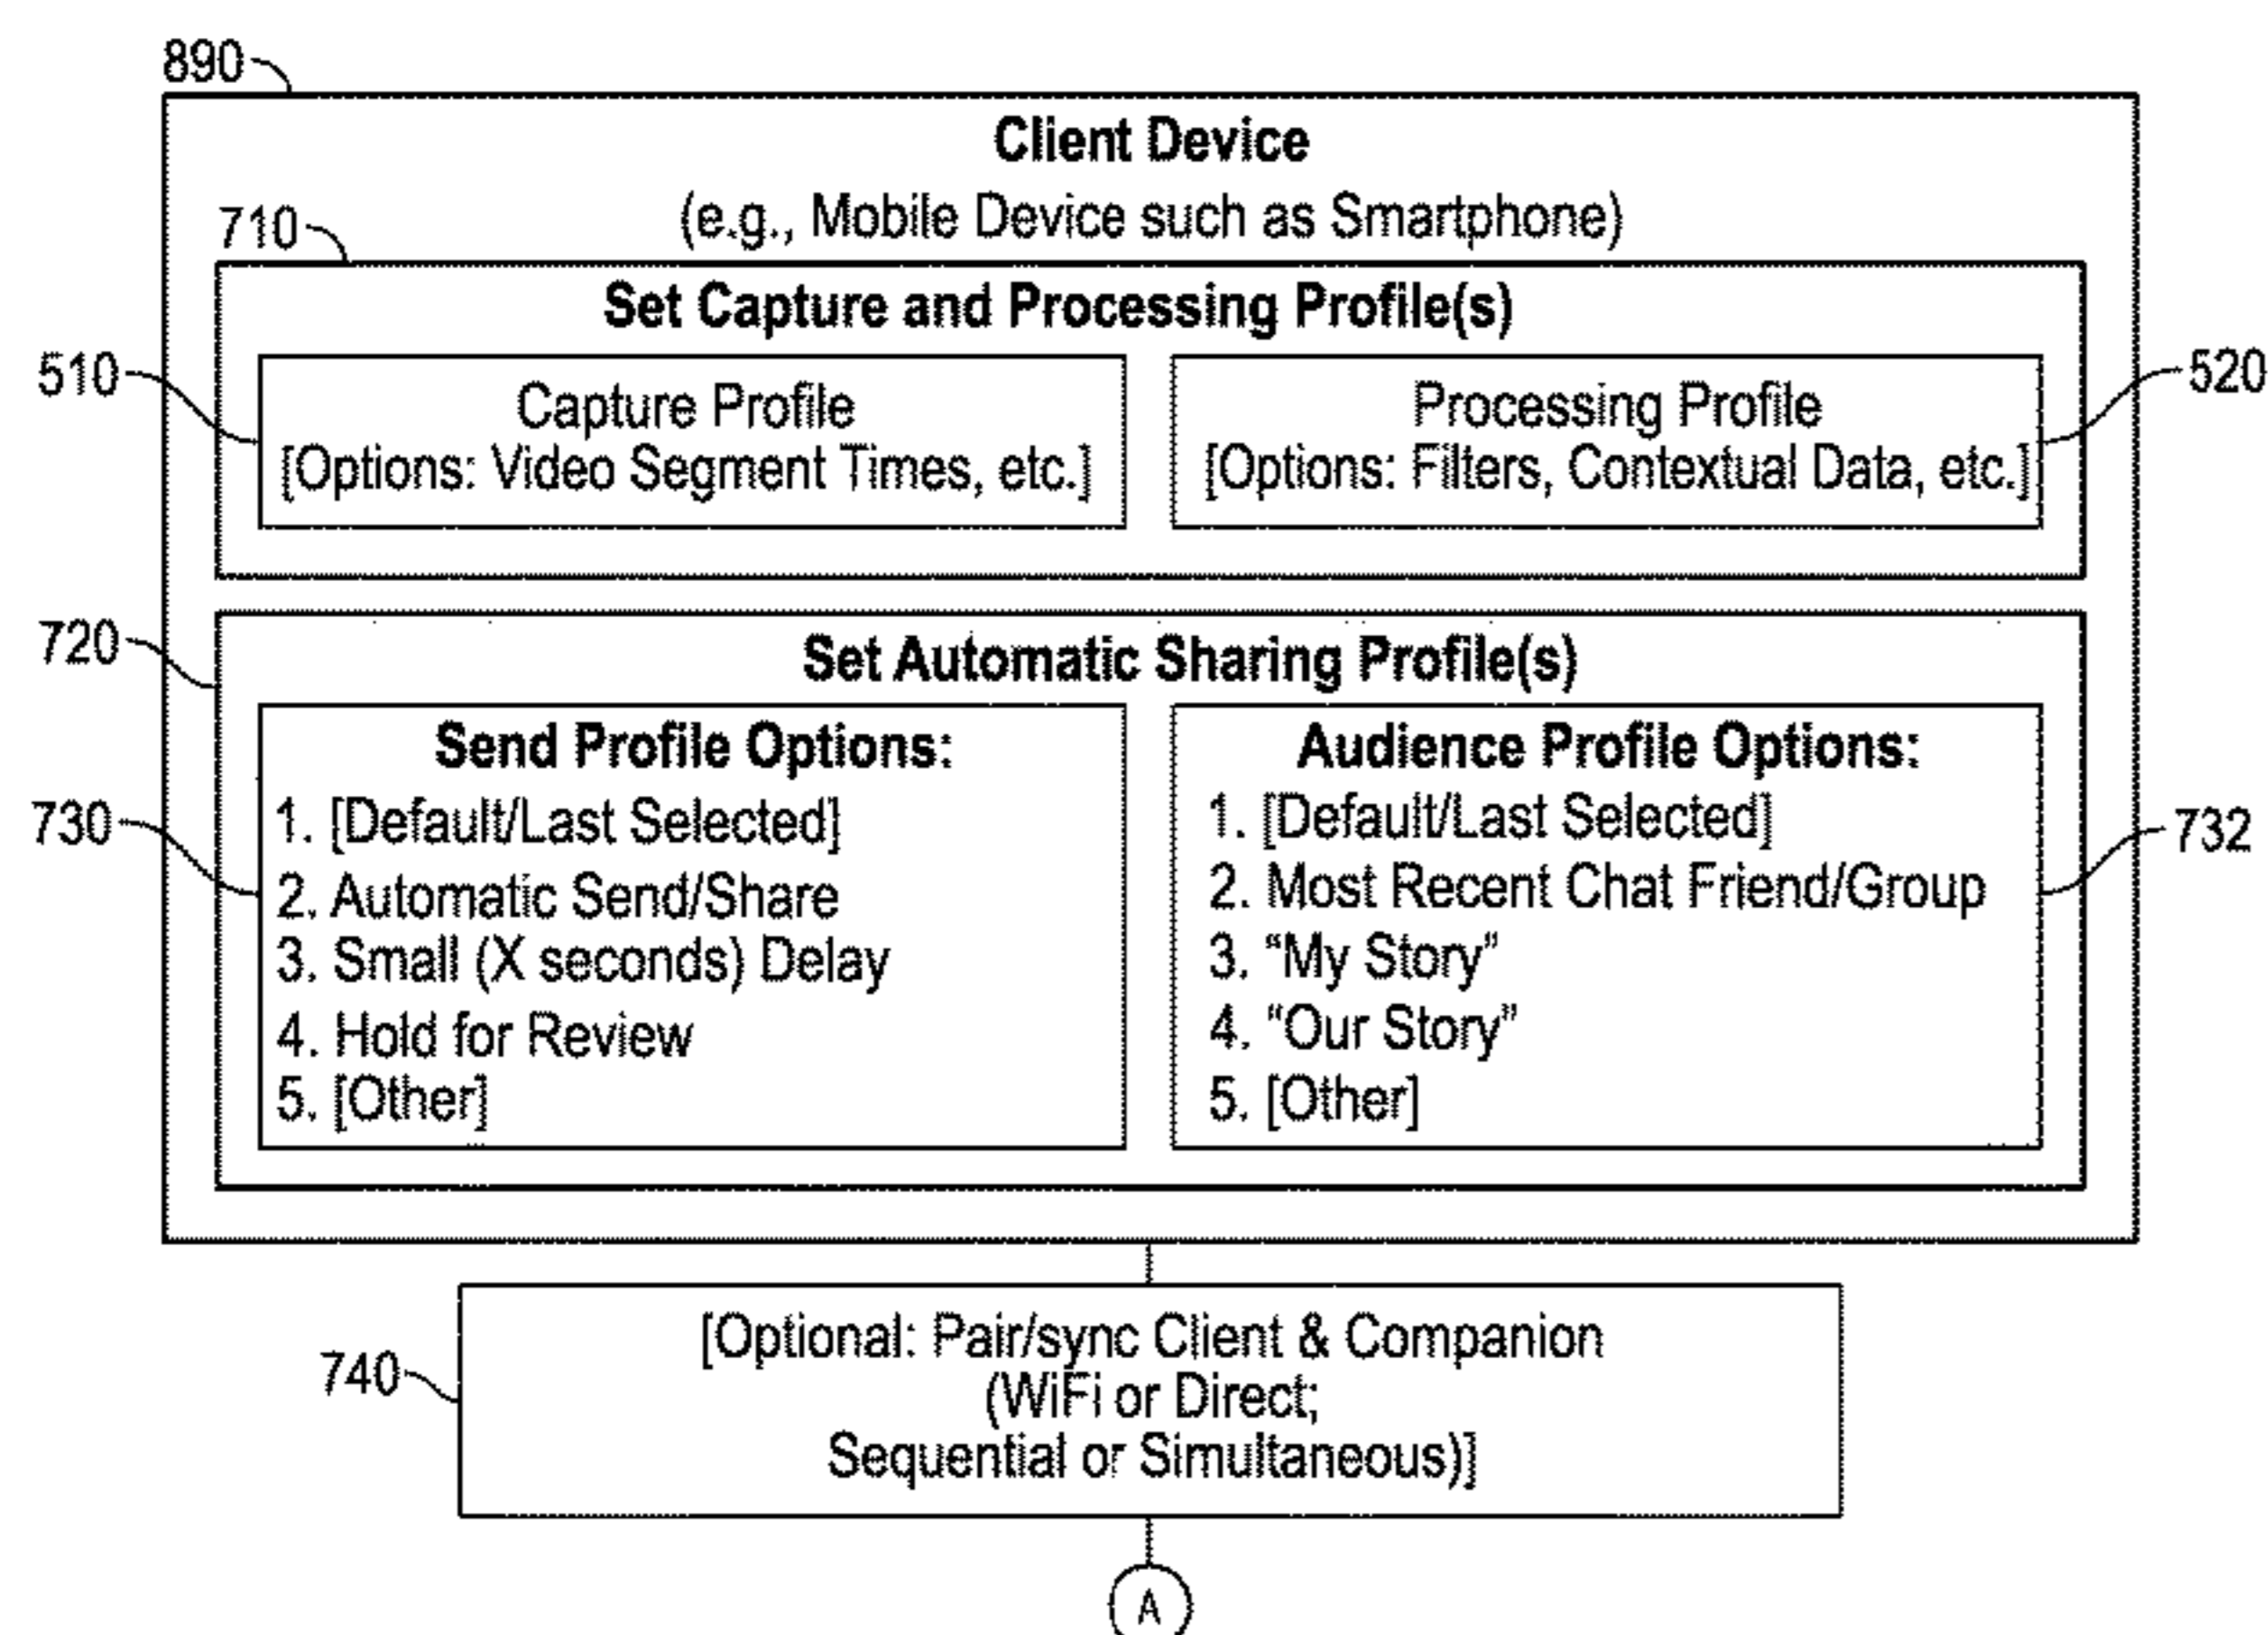 890
Client Device
(e.g., Mobile Device such as Smartphone)
710
Set Capture and Processing Profile(s)
510
Capture Profile
[Options: Video Segment Times, etc.]
Processing Profile
[Options: Filters, Contextual Data, etc.]
520
720
Set Automatic Sharing Profile(s)
730
Send Profile Options:
1. [Default/Last Selected]
2. Automatic Send/Share
3. Small (X seconds) Delay
4. Hold for Review
5. [Other]
Audience Profile Options:
1. [Default/Last Selected]
2. Most Recent Chat Friend/Group
3. “My Story”
4. “Our Story”
5. [Other]
732
740
[Optional: Pair/sync Client & Companion
(WiFi or Direct;
Sequential or Simultaneous)]
A